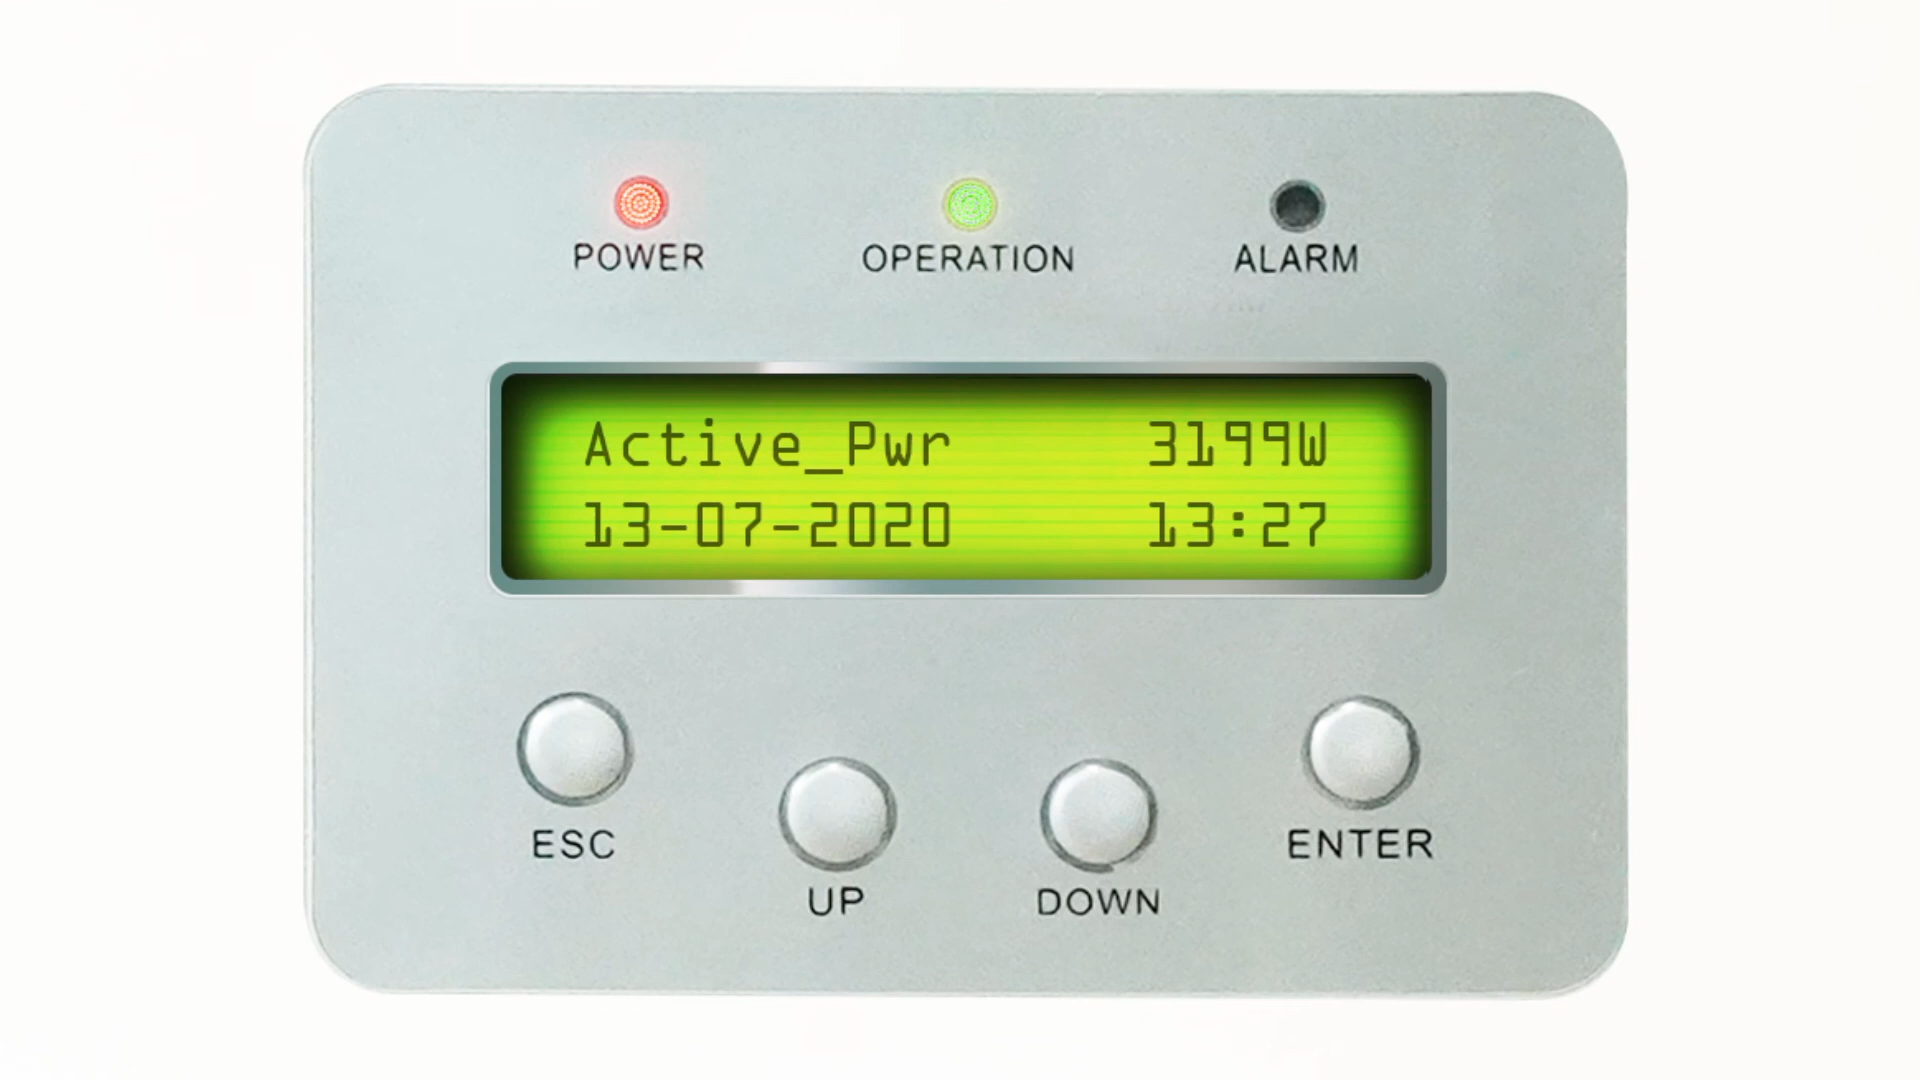 POWER OPERATION ALARM
Active_Pwr 3199W
13-07-2020 13:27
ESC UP DOWN ENTER